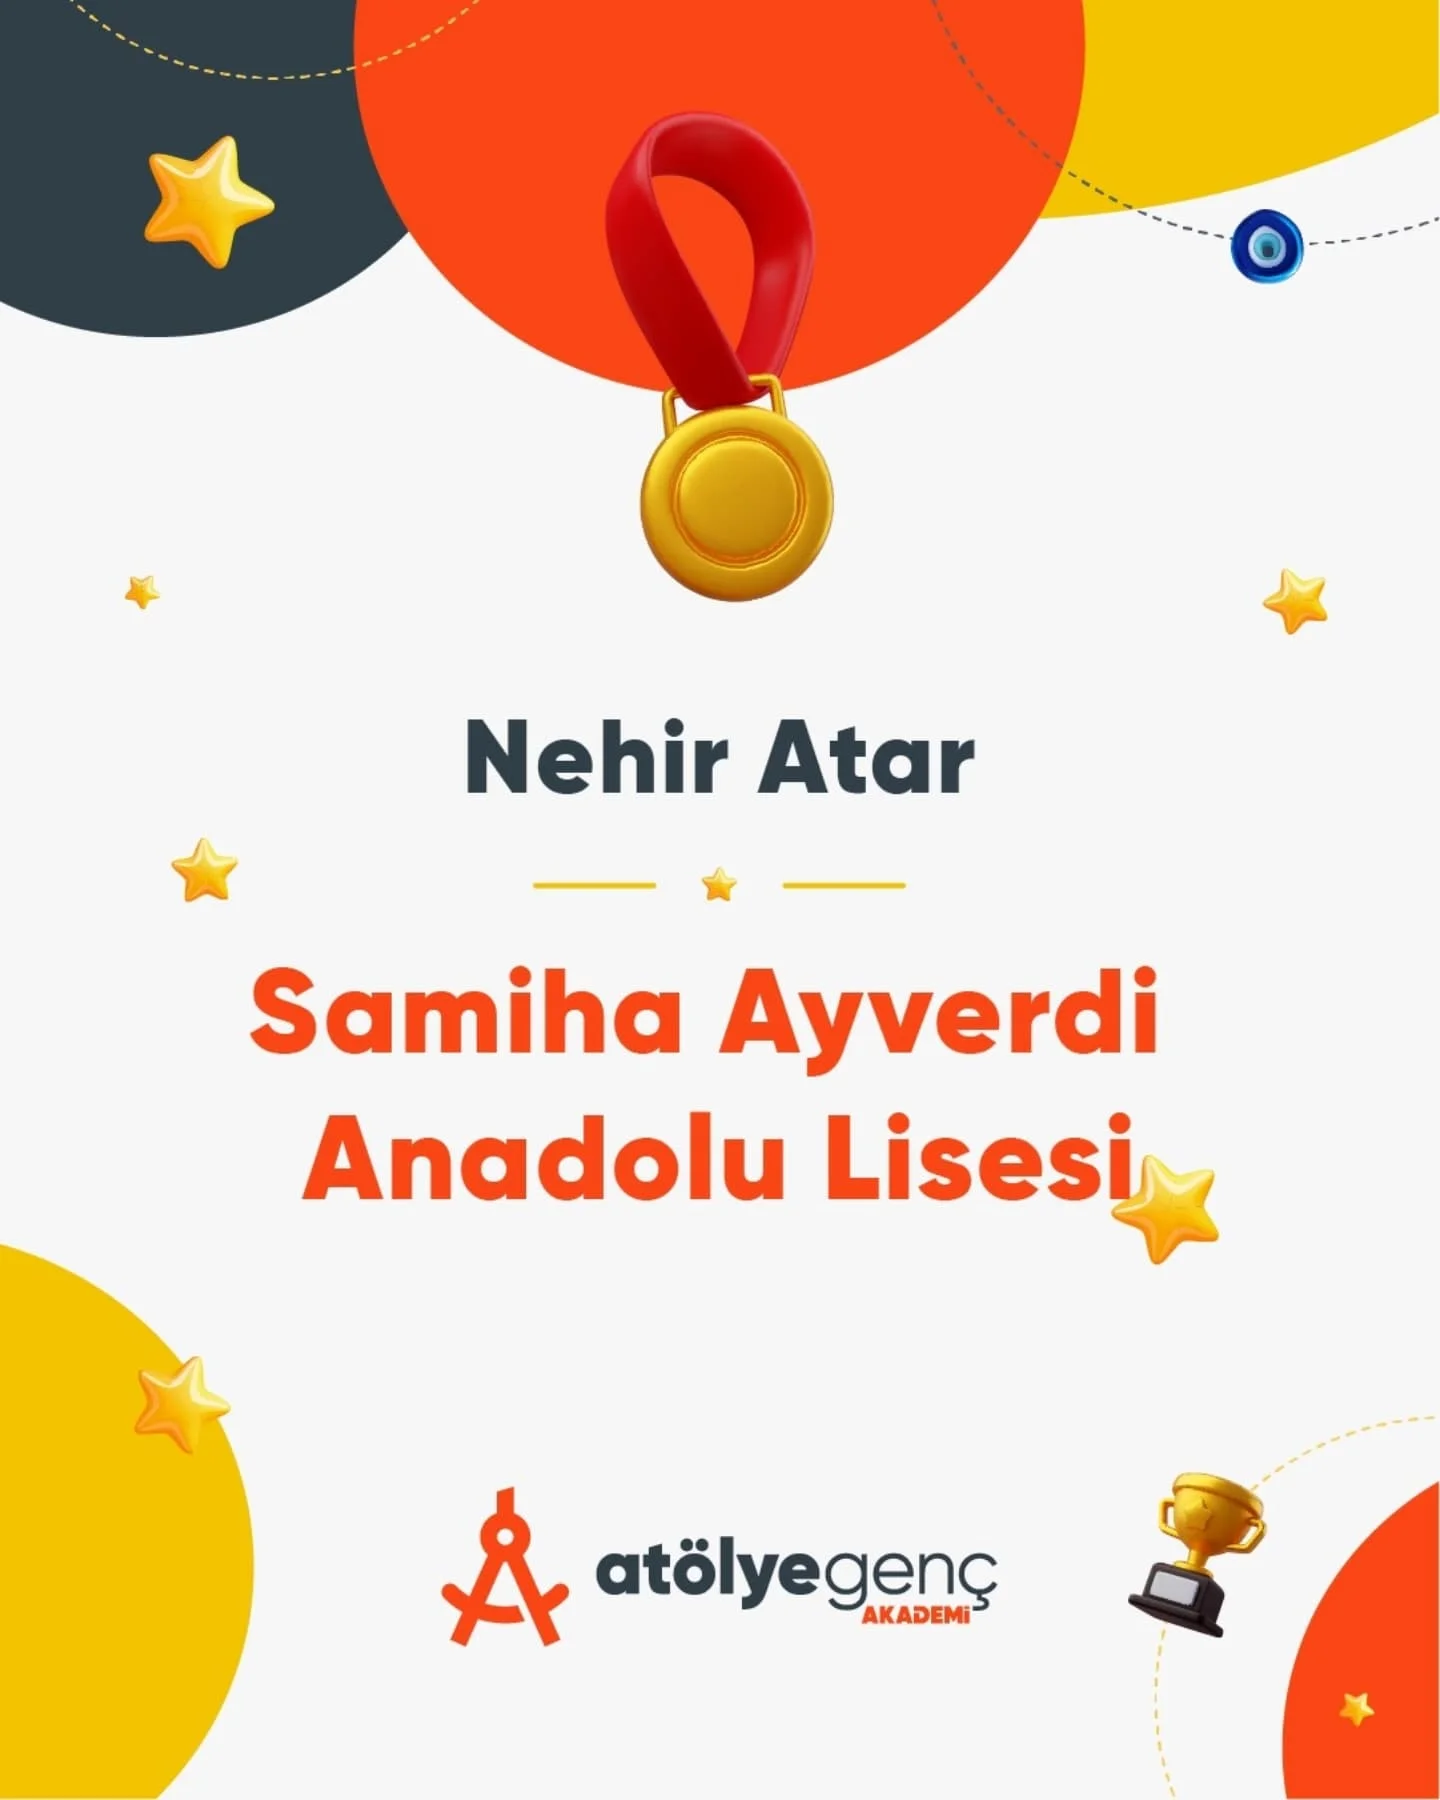 Nehir Atar
Samiha Ayverdi
Anadolu Lisesi
atölyegenç
AKADEMİ